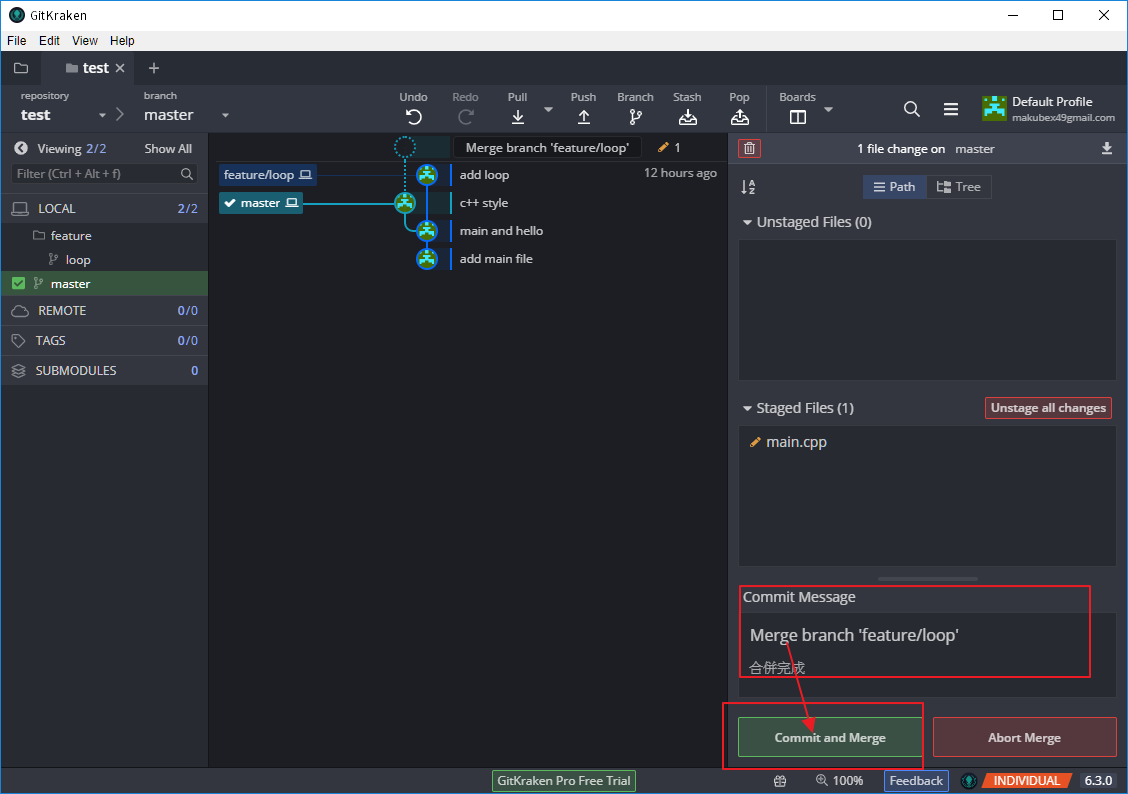 GitKraken
File Edit View Help
test
repository
test
branch
master
Undo
Redo
Pull
Push
Branch
Stash
Pop
Boards
Default Profile
makubex49gmail.com
Viewing 2/2
Show All
Filter (Ctrl + Alt + f)
LOCAL 2/2
feature
loop
master
REMOTE 0/0
TAGS 0/0
SUBMODULES 0
Merge branch 'feature/loop' 1
feature/loop add loop 12 hours ago
master c++ style
main and hello
add main file
1 file change on master
Path Tree
Unstaged Files (0)
Staged Files (1) Unstage all changes
main.cpp
Commit Message
Merge branch 'feature/loop'
合併完成
Commit and Merge Abort Merge
GitKraken Pro Free Trial 100% Feedback INDIVIDUAL 6.3.0